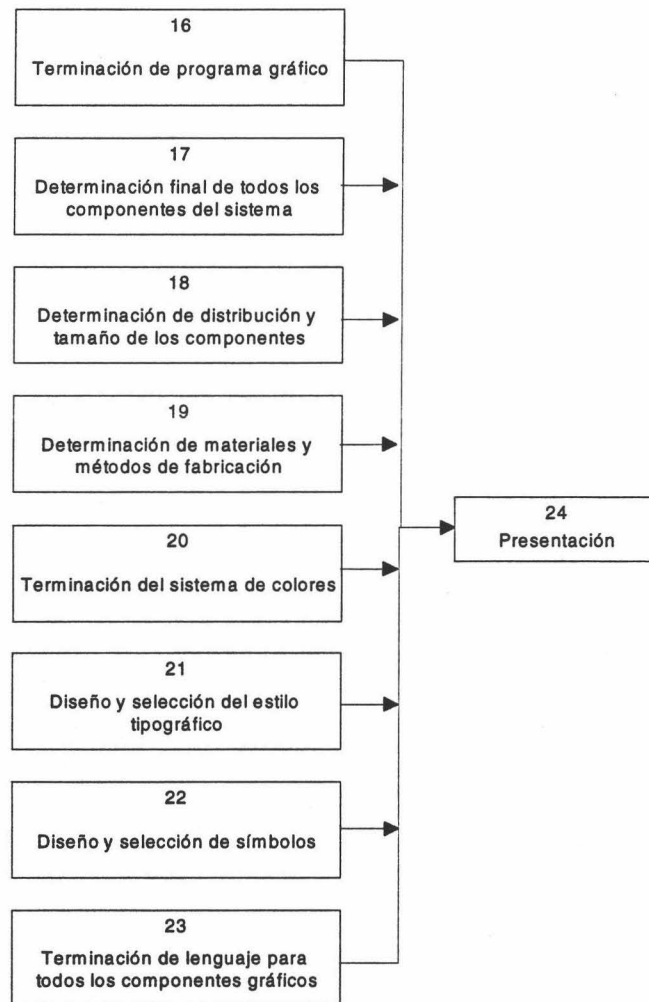 16
Terminación de programa gráfico
17
Determinación final de todos los
componentes del sistema
18
Determinación de distribución y
tamaño de los componentes
19
Determinación de materiales y
métodos de fabricación
20
Terminación del sistema de colores
21
Diseño y selección del estilo
tipográfico
22
Diseño y selección de símbolos
23
Terminación de lenguaje para
todos los componentes gráficos
24
Presentación